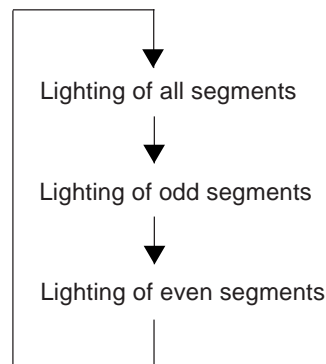 Lighting of all segments
Lighting of odd segments
Lighting of even segments